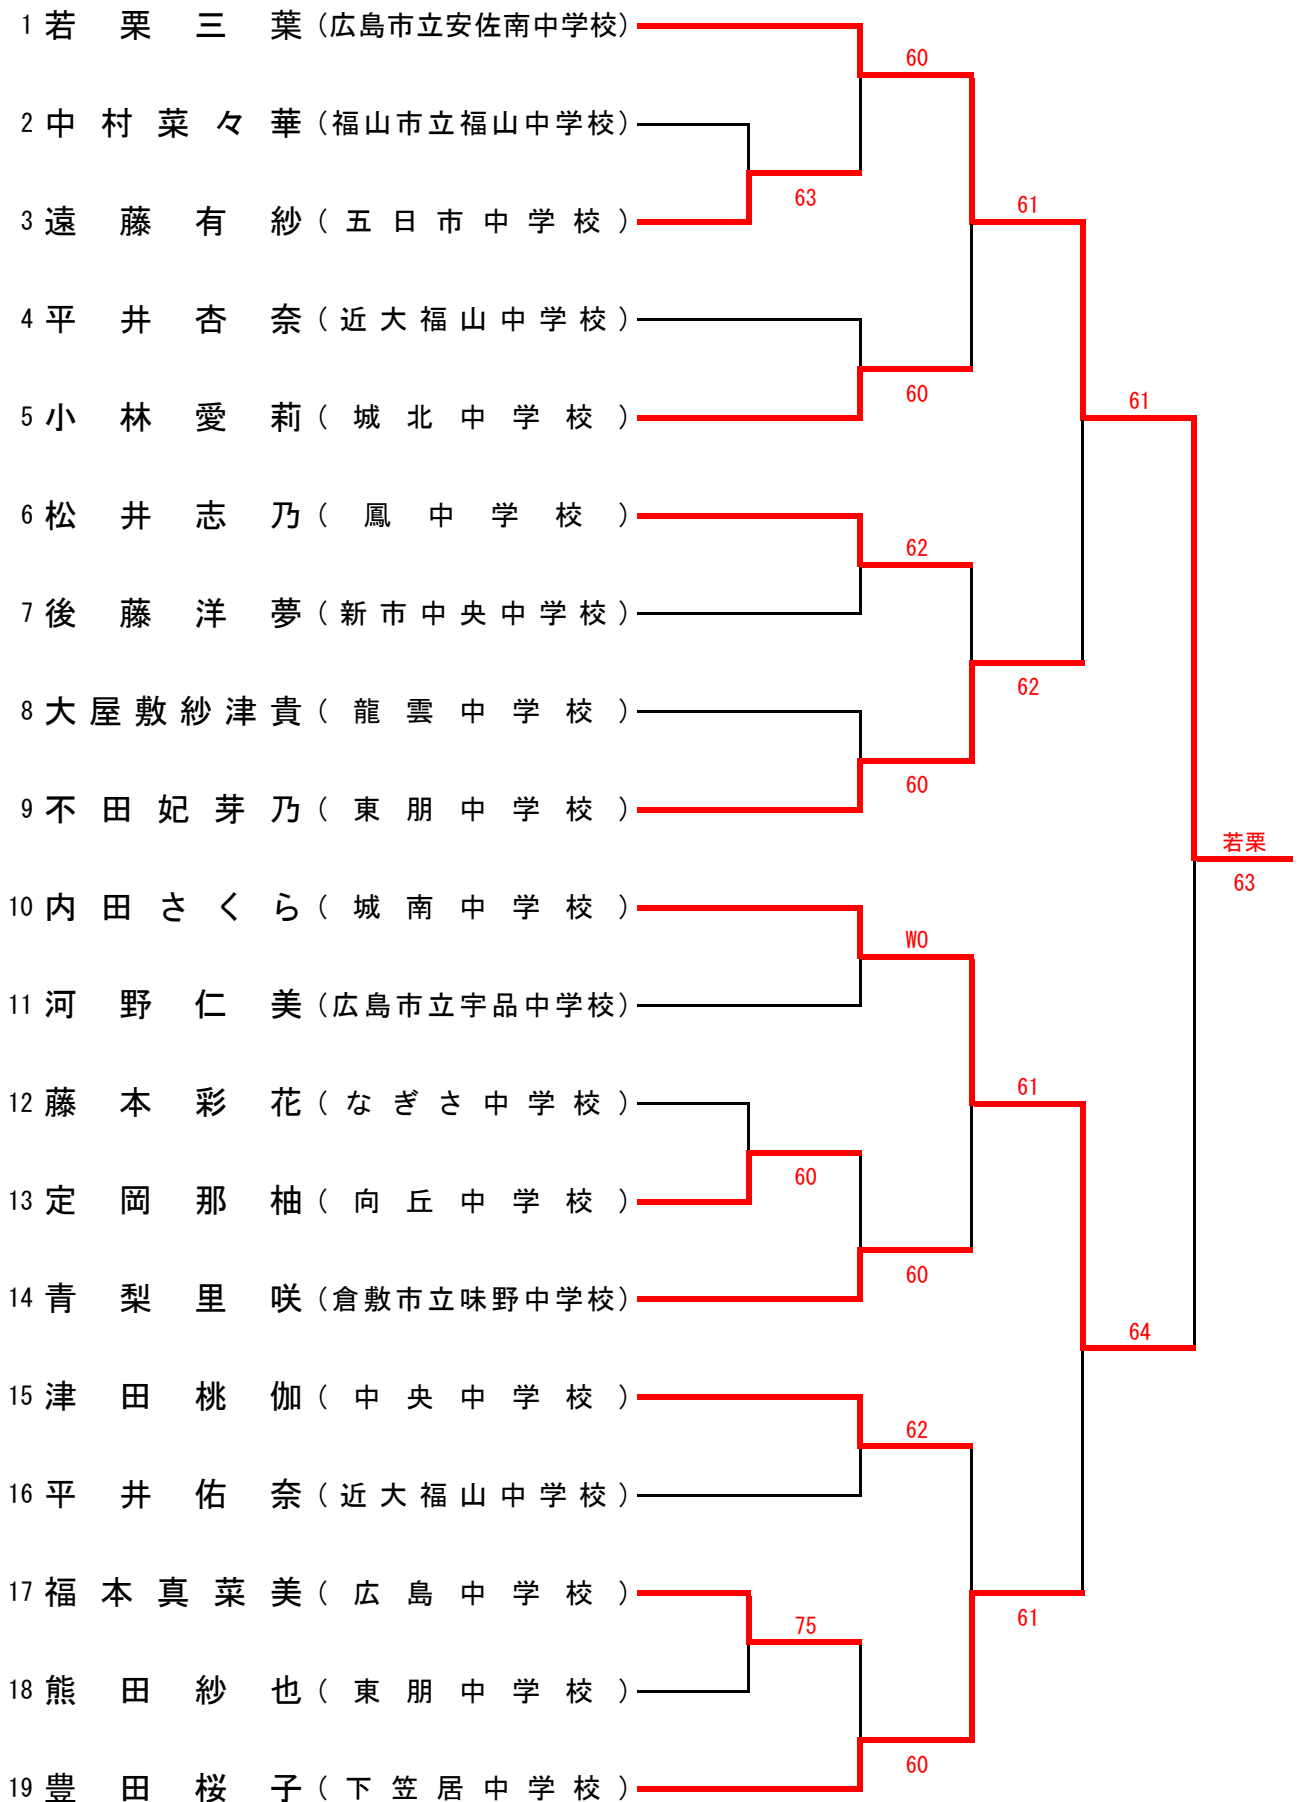 1 若栗三葉 (広島市立安佐南中学校)
60
2 中村菜々華 (福山市立福山中学校)
63
3 遠藤有紗 (五日市中学校)
61
4 平井杏奈 (近大福山中学校)
60
5 小林愛莉 (城北中学校)
61
6 松井志乃 (鳳中学校)
62
7 後藤洋夢 (新市中央中学校)
62
8 大屋敷紗津貴 (龍雲中学校)
60
9 不田妃芽乃 (東朋中学校)
若栗
63
10 内田さくら (城南中学校)
WO
11 河野仁美 (広島市立宇品中学校)
61
12 藤本彩花 (なぎさ中学校)
60
13 定岡那柚 (向丘中学校)
60
14 青梨里咲 (倉敷市立味野中学校)
64
15 津田桃伽 (中央中学校)
62
16 平井佑奈 (近大福山中学校)
17 福本真菜美 (広島中学校)
61
75
18 熊田紗也 (東朋中学校)
60
19 豊田桜子 (下笠居中学校)